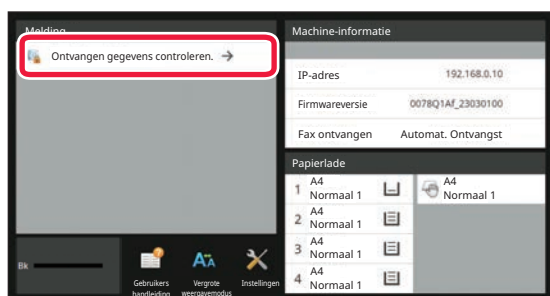 Melding
Ontvangen gegevens controleren. →
Machine-informatie
IP-adres 192.168.0.10
Firmwareversie 0078Q1Af_23030100
Fax ontvangen Automat. Ontvangst
Papierlade
1 A4
Normaal 1
A4
Normaal 1
2 A4
Normaal 1
3 A4
Normaal 1
4 A4
Normaal 1
Bk
Gebruikers
handleiding
Vergrote
weergavemodus
Instellingen